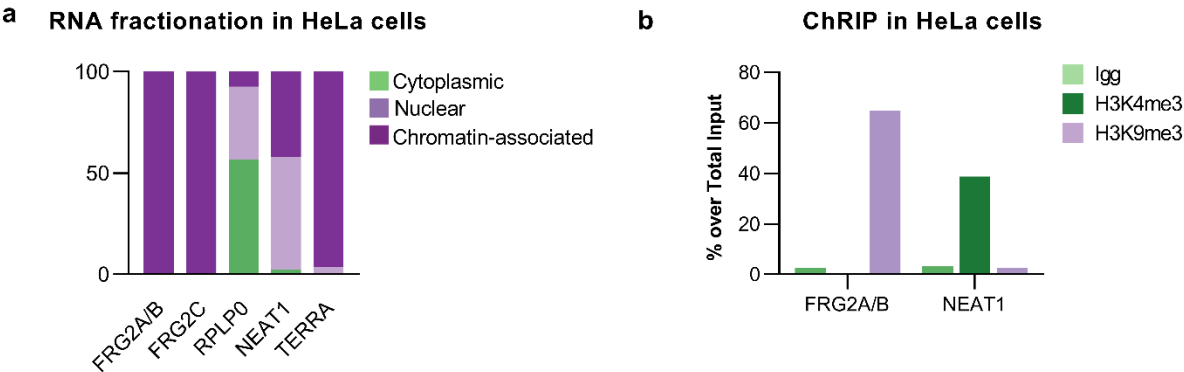 a RNA fractionation in HeLa cells
100
50
0
Cytoplasmic
Nuclear
Chromatin-associated
FRG2A/B
FRG2C
RPLP0
NEAT1
TERRA
b ChRIP in HeLa cells
% over Total Input
80
60
40
20
0
FRG2A/B
NEAT1
Igg
H3K4me3
H3K9me3